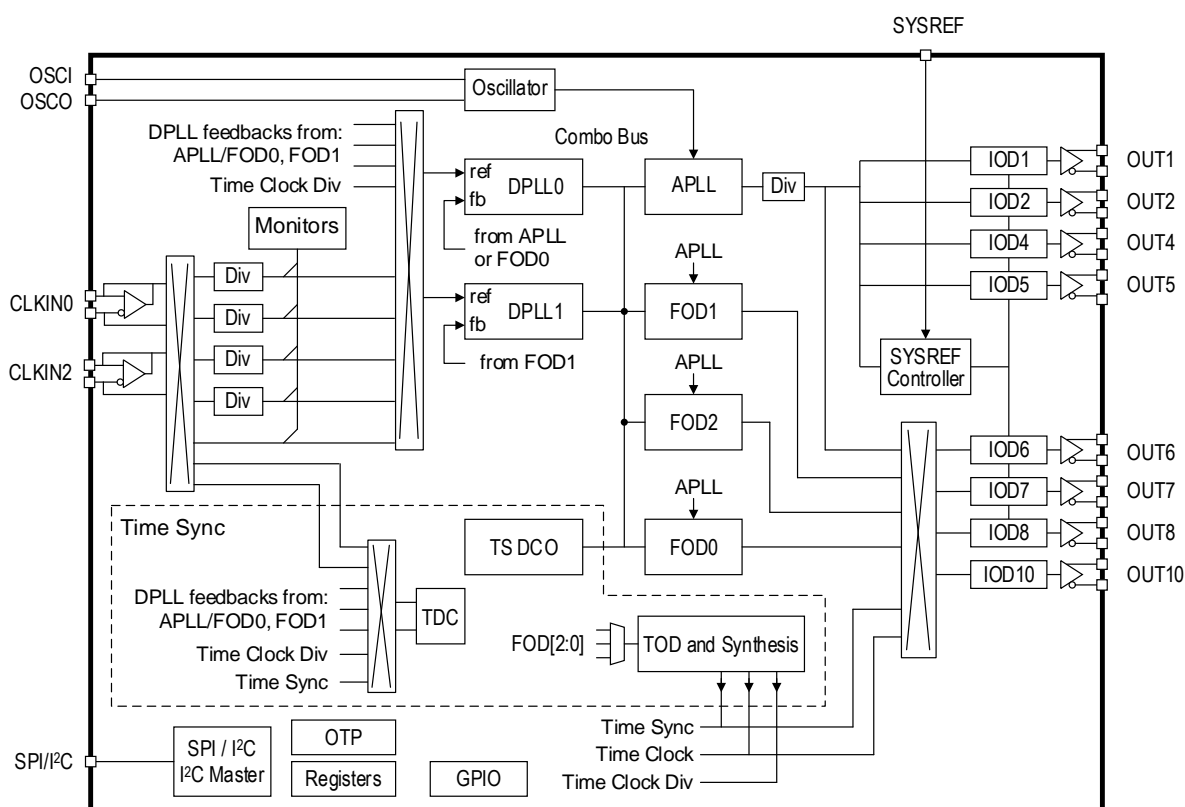 SYSREF
OSCI
OSCO
Oscillator
DPLL feedbacks from:
APLL/FOD0, FOD1
Time Clock Div
Combo Bus
ref
fb
DPLL0
from APLL
or FOD0
APLL
Div
IOD1
OUT1
IOD2
OUT2
IOD4
OUT4
IOD5
OUT5
Monitors
Div
Div
Div
Div
CLKIN0
CLKIN2
ref
fb
DPLL1
from FOD1
APLL
FOD1
APLL
FOD2
APLL
FOD0
SYSREF
Controller
IOD6
OUT6
IOD7
OUT7
IOD8
OUT8
IOD10
OUT10
Time Sync
TS DCO
DPLL feedbacks from:
APLL/FOD0, FOD1
TDC
Time Clock Div
Time Sync
FOD[2:0]
TOD and Synthesis
Time Sync
Time Clock
Time Clock Div
SPI/I²C
SPI / I²C
I²C Master
OTP
Registers
GPIO